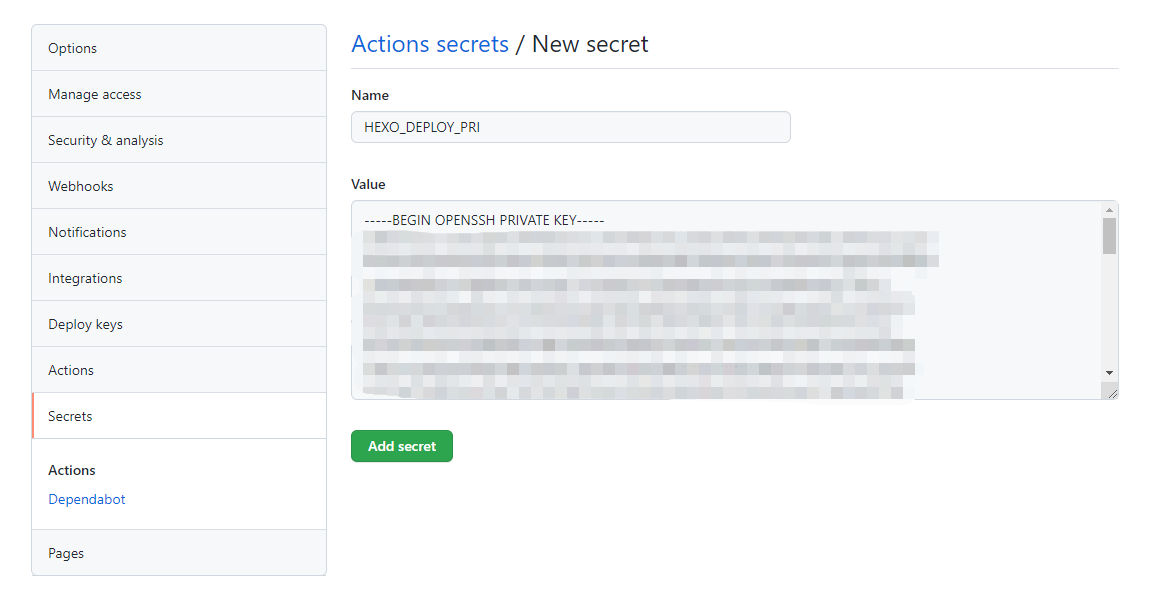 Options
Manage access
Security & analysis
Webhooks
Notifications
Integrations
Deploy keys
Actions
Secrets
Actions
Dependabot
Pages
Actions secrets / New secret
Name
HEXO_DEPLOY_PRI
Value
-----BEGIN OPENSSH PRIVATE KEY-----
Add secret